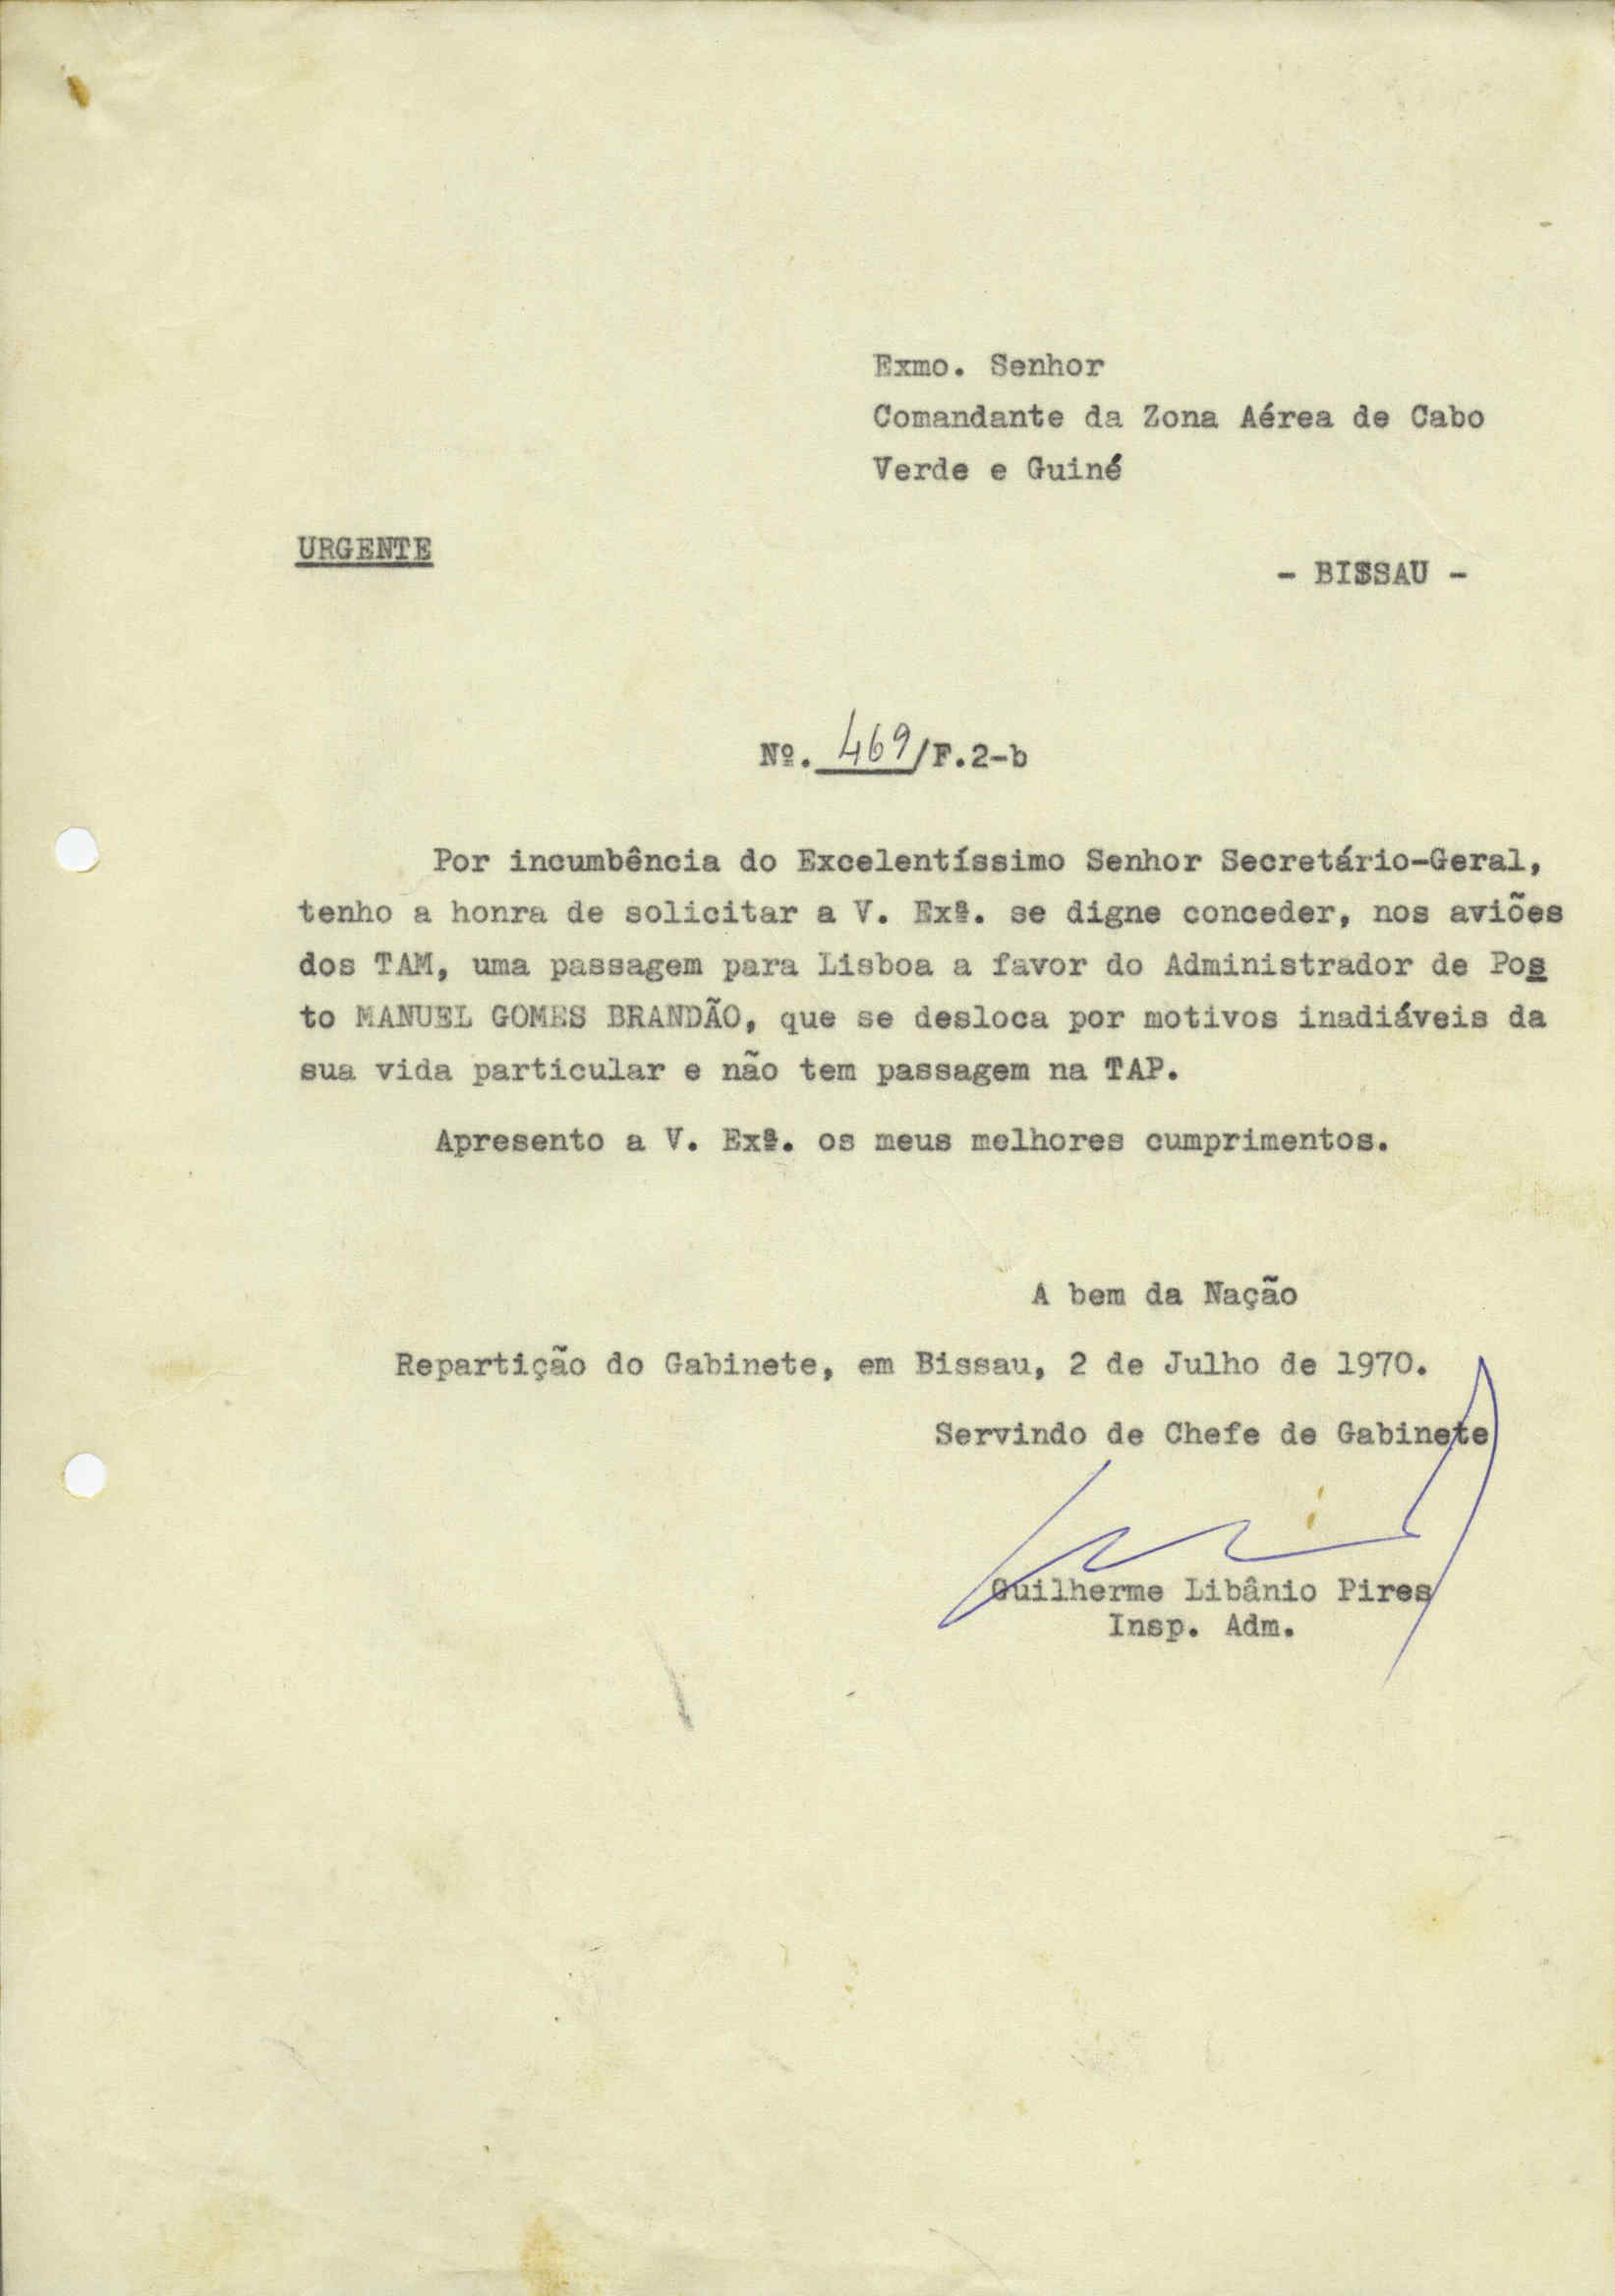 Exmo. Senhor
Comandante da Zona Aérea de Cabo
Verde e Guiné
URGENTE
- BISSAU -
Nº. 469/F.2-b
Por incumbência do Excelentíssimo Senhor Secretário-Geral,
tenho a honra de solicitar a V. Exª. se digne conceder, nos aviões
dos TAM, uma passagem para Lisboa a favor do Administrador de Pos
to MANUEL GOMES BRANDÃO, que se desloca por motivos inadiáveis da
sua vida particular e não tem passagem na TAP.
Apresento a V. Exª. os meus melhores cumprimentos.
A bem da Nação
Repartição do Gabinete, em Bissau, 2 de Julho de 1970.
Servindo de Chefe de Gabinete
Guilherme Libânio Pires
Insp. Adm.